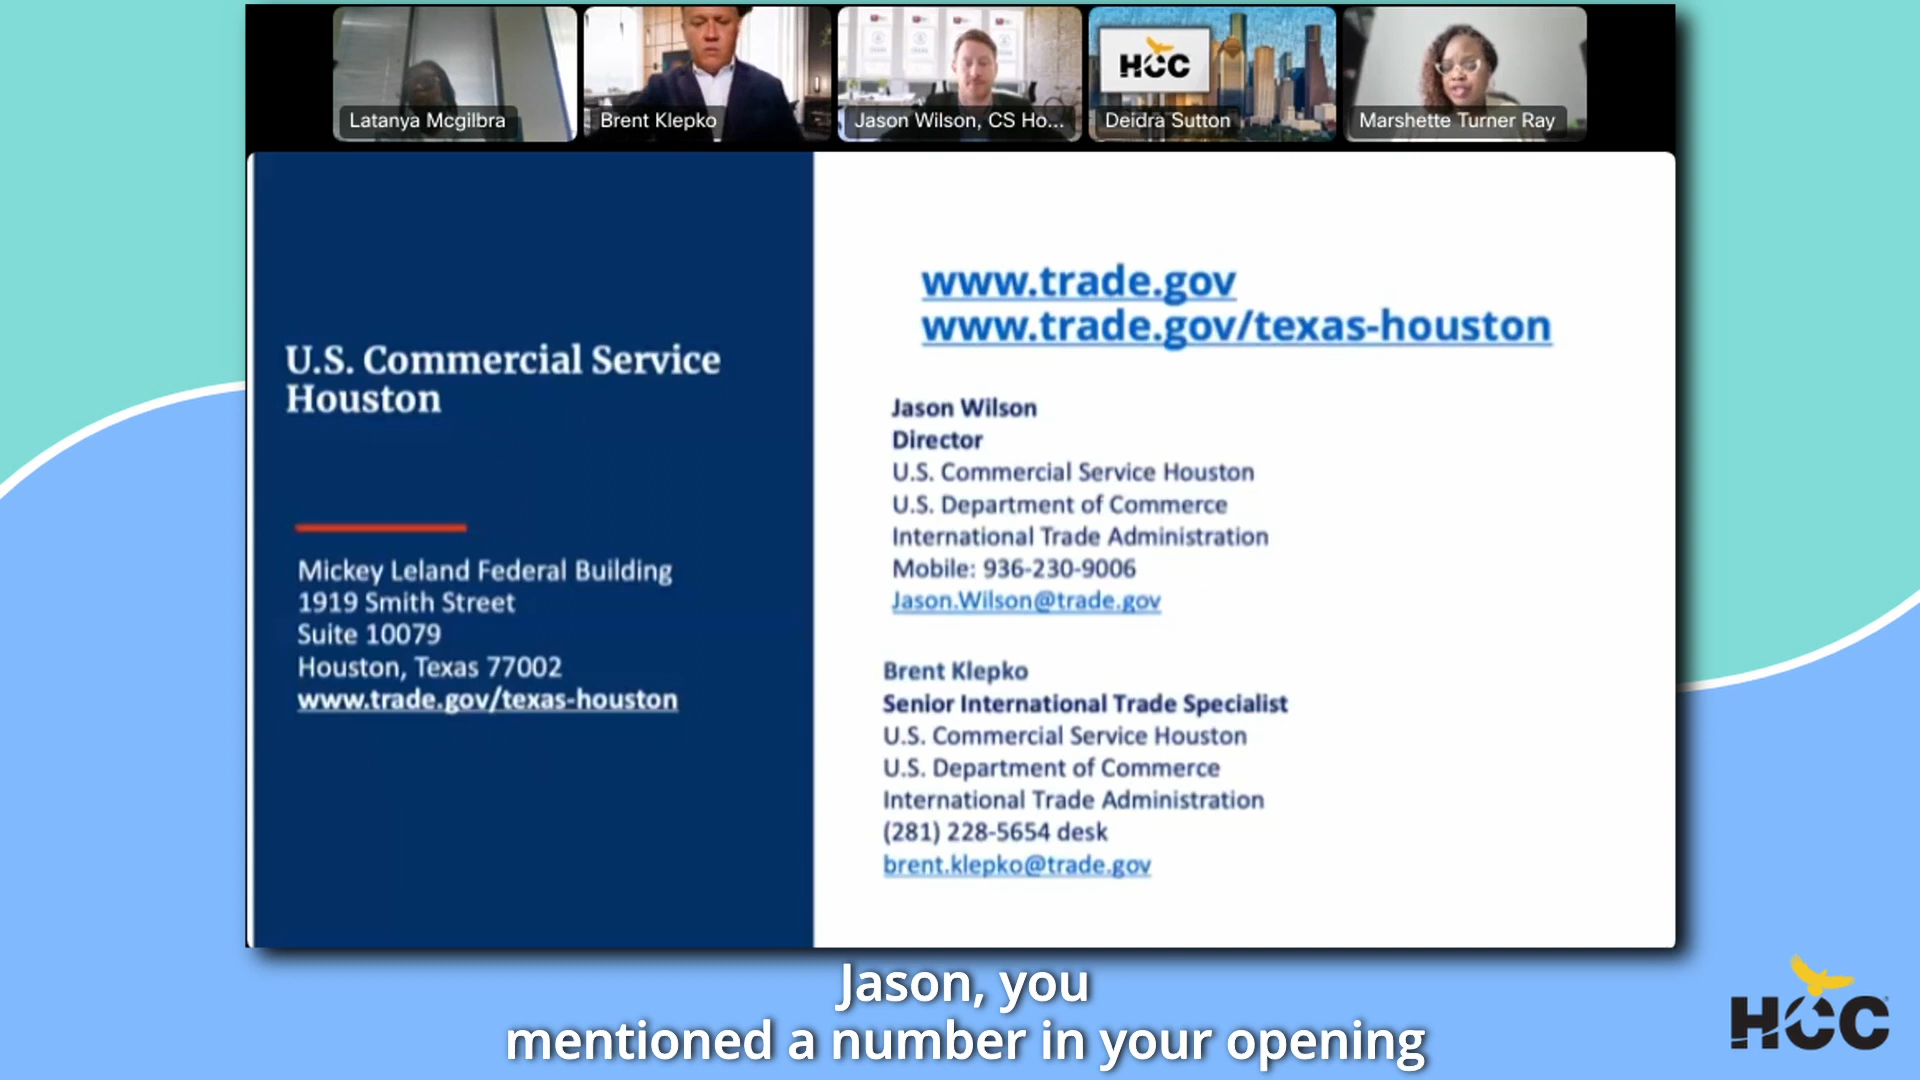 Latanya Mcgilbra
Brent Klepko
Jason Wilson, CS Ho...
HCC
Deidra Sutton
Marshette Turner Ray
U.S. Commercial Service
Houston
Mickey Leland Federal Building
1919 Smith Street
Suite 10079
Houston, Texas 77002
www.trade.gov/texas-houston
www.trade.gov
www.trade.gov/texas-houston
Jason Wilson
Director
U.S. Commercial Service Houston
U.S. Department of Commerce
International Trade Administration
Mobile: 936-230-9006
Jason.Wilson@trade.gov
Brent Klepko
Senior International Trade Specialist
U.S. Commercial Service Houston
U.S. Department of Commerce
International Trade Administration
(281) 228-5654 desk
brent.klepko@trade.gov
Jason, you
mentioned a number in your opening
HCC